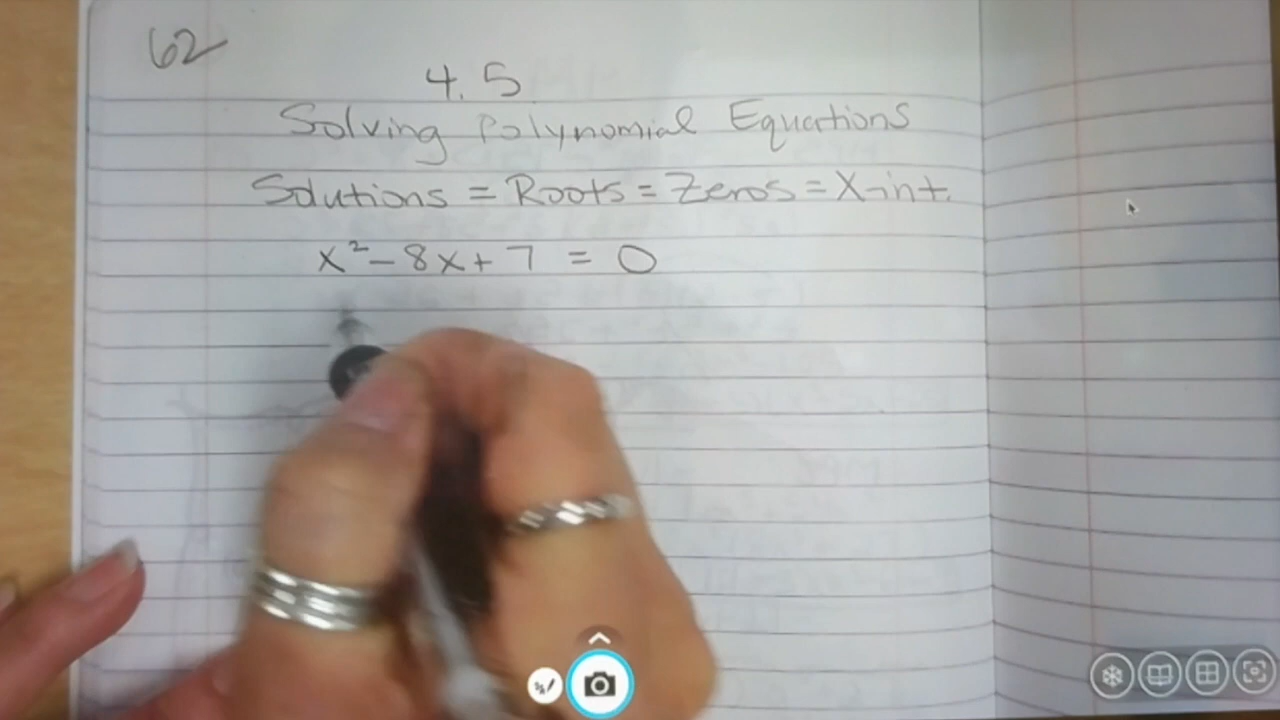 62
4.5
Solving Polynomial Equations
Solutions = Roots = Zeros = X-int.
x² - 8x + 7 = 0